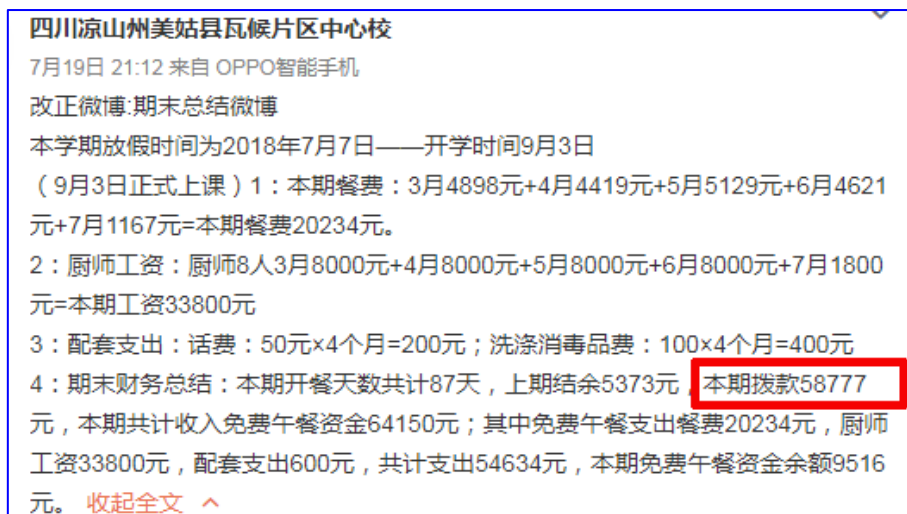 四川凉山州美姑县瓦候片区中心校
7月19日 21:12 来自 OPPO智能手机
改正微博:期末总结微博
本学期放假时间为2018年7月7日——开学时间9月3日
（9月3日正式上课）1：本期餐费：3月4898元+4月4419元+5月5129元+6月4621
元+7月1167元=本期餐费20234元。
2：厨师工资：厨师8人3月8000元+4月8000元+5月8000元+6月8000元+7月1800
元=本期工资33800元
3：配套支出：话费：50元×4个月=200元；洗涤消毒品费：100×4个月=400元
4：期末财务总结：本期开餐天数共计87天，上期结余5373元，本期拨款58777
元，本期共计收入免费午餐资金64150元；其中免费午餐支出餐费20234元，厨师
工资33800元，配套支出600元，共计支出54634元，本期免费午餐资金余额9516
元。 收起全文